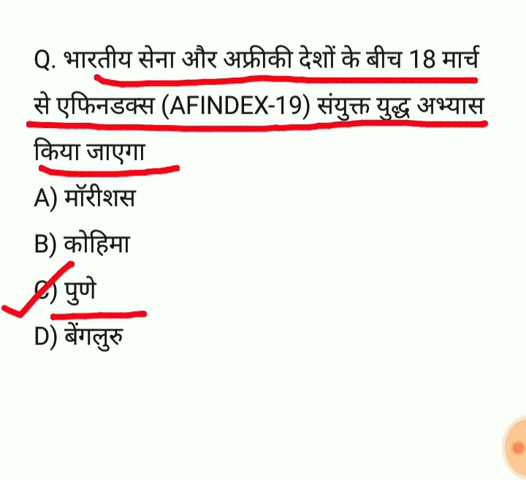 Q. भारतीय सेना और अफ्रीकी देशों के बीच 18 मार्च
से एफिनडक्स (AFINDEX-19) संयुक्त युद्ध अभ्यास
किया जाएगा
A) मॉरीशस
B) कोहिमा
C) पुणे
D) बेंगलुरु